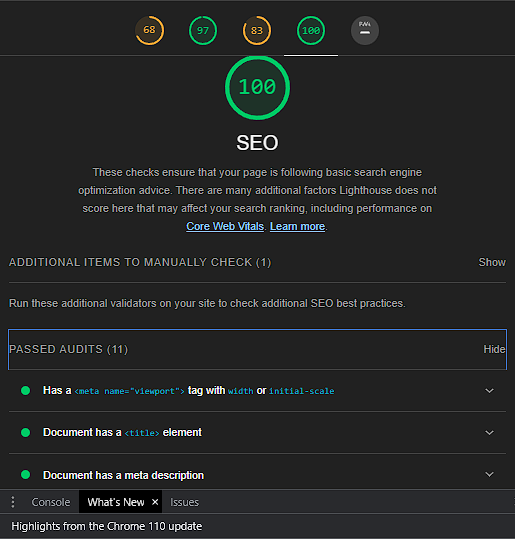 68 97 83 100 PWA
100
SEO
These checks ensure that your page is following basic search engine
optimization advice. There are many additional factors Lighthouse does not
score here that may affect your search ranking, including performance on
Core Web Vitals. Learn more.
ADDITIONAL ITEMS TO MANUALLY CHECK (1) Show
Run these additional validators on your site to check additional SEO best practices.
PASSED AUDITS (11) Hide
Has a <meta name="viewport"> tag with width or initial-scale
Document has a <title> element
Document has a meta description
Console What's New × Issues
Highlights from the Chrome 110 update